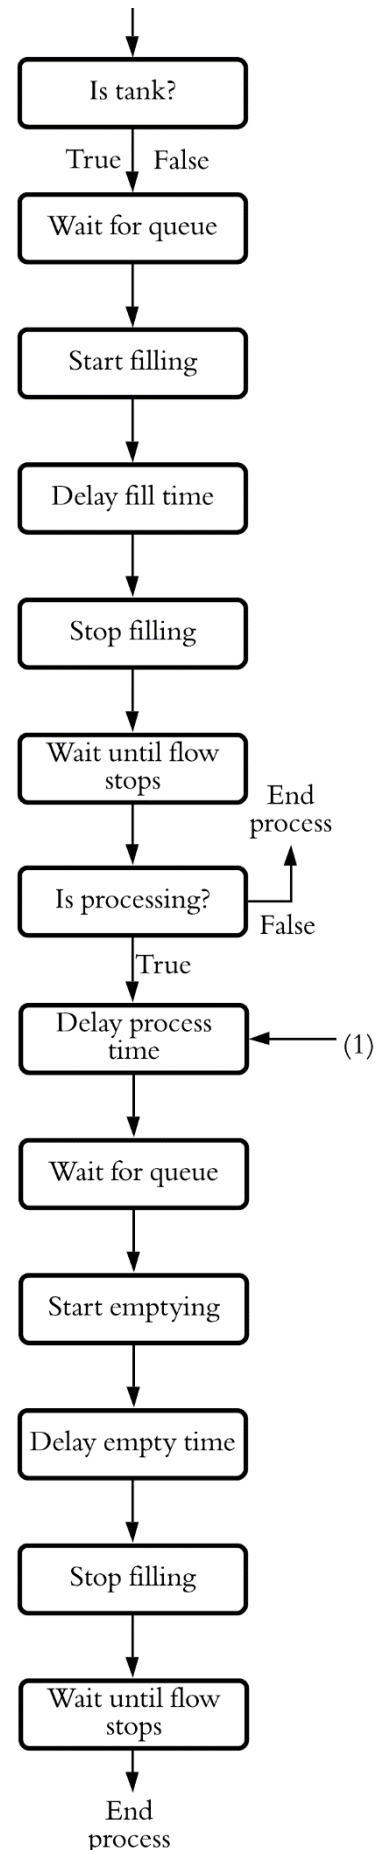 Is tank?
True False
Wait for queue
Start filling
Delay fill time
Stop filling
Wait until flow
stops
End
process
Is processing?
False
True
Delay process
time
(1)
Wait for queue
Start emptying
Delay empty time
Stop filling
Wait until flow
stops
End
process